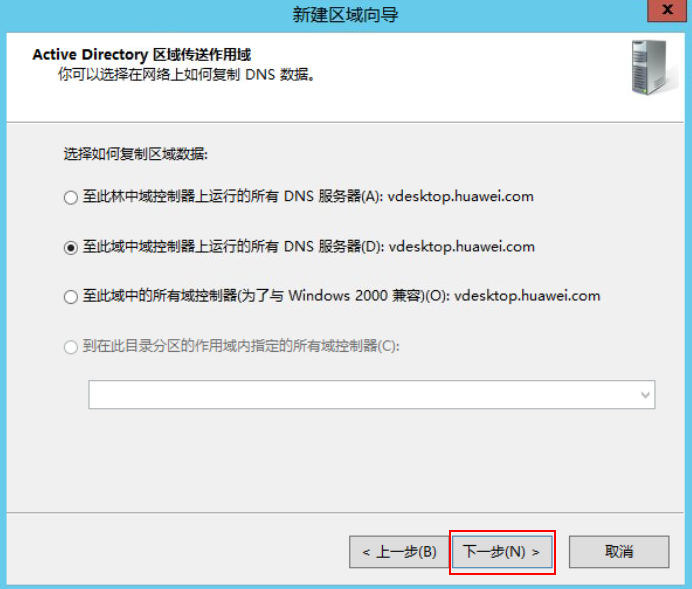 新建区域向导
x
Active Directory 区域传送作用域
你可以选择在网络上如何复制 DNS 数据。
选择如何复制区域数据:
至此林中域控制器上运行的所有 DNS 服务器(A): vdesktop.huawei.com
至此域中域控制器上运行的所有 DNS 服务器(D): vdesktop.huawei.com
至此域中的所有域控制器(为了与 Windows 2000 兼容)(O): vdesktop.huawei.com
到在此目录分区的作用域内指定的所有域控制器(C):
< 上一步(B) 下一步(N) > 取消